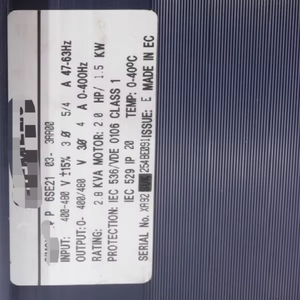 P 6SE21 03- 3AA00
INPUT: 400-480 V ±15% 3 Ø 5/4 A 47-63Hz
OUTPUT: 0- 400/480 V 3Ø 4 A 0-400Hz
RATING: 2.8 KVA MOTOR: 2.0 HP/ 1.5 KW
PROTECTION: IEC 536/VDE 0106 CLASS 1
IEC 529 IP 20 TEMP: 0-40ºC
SERIAL No. ISSUE: E MADE IN EC